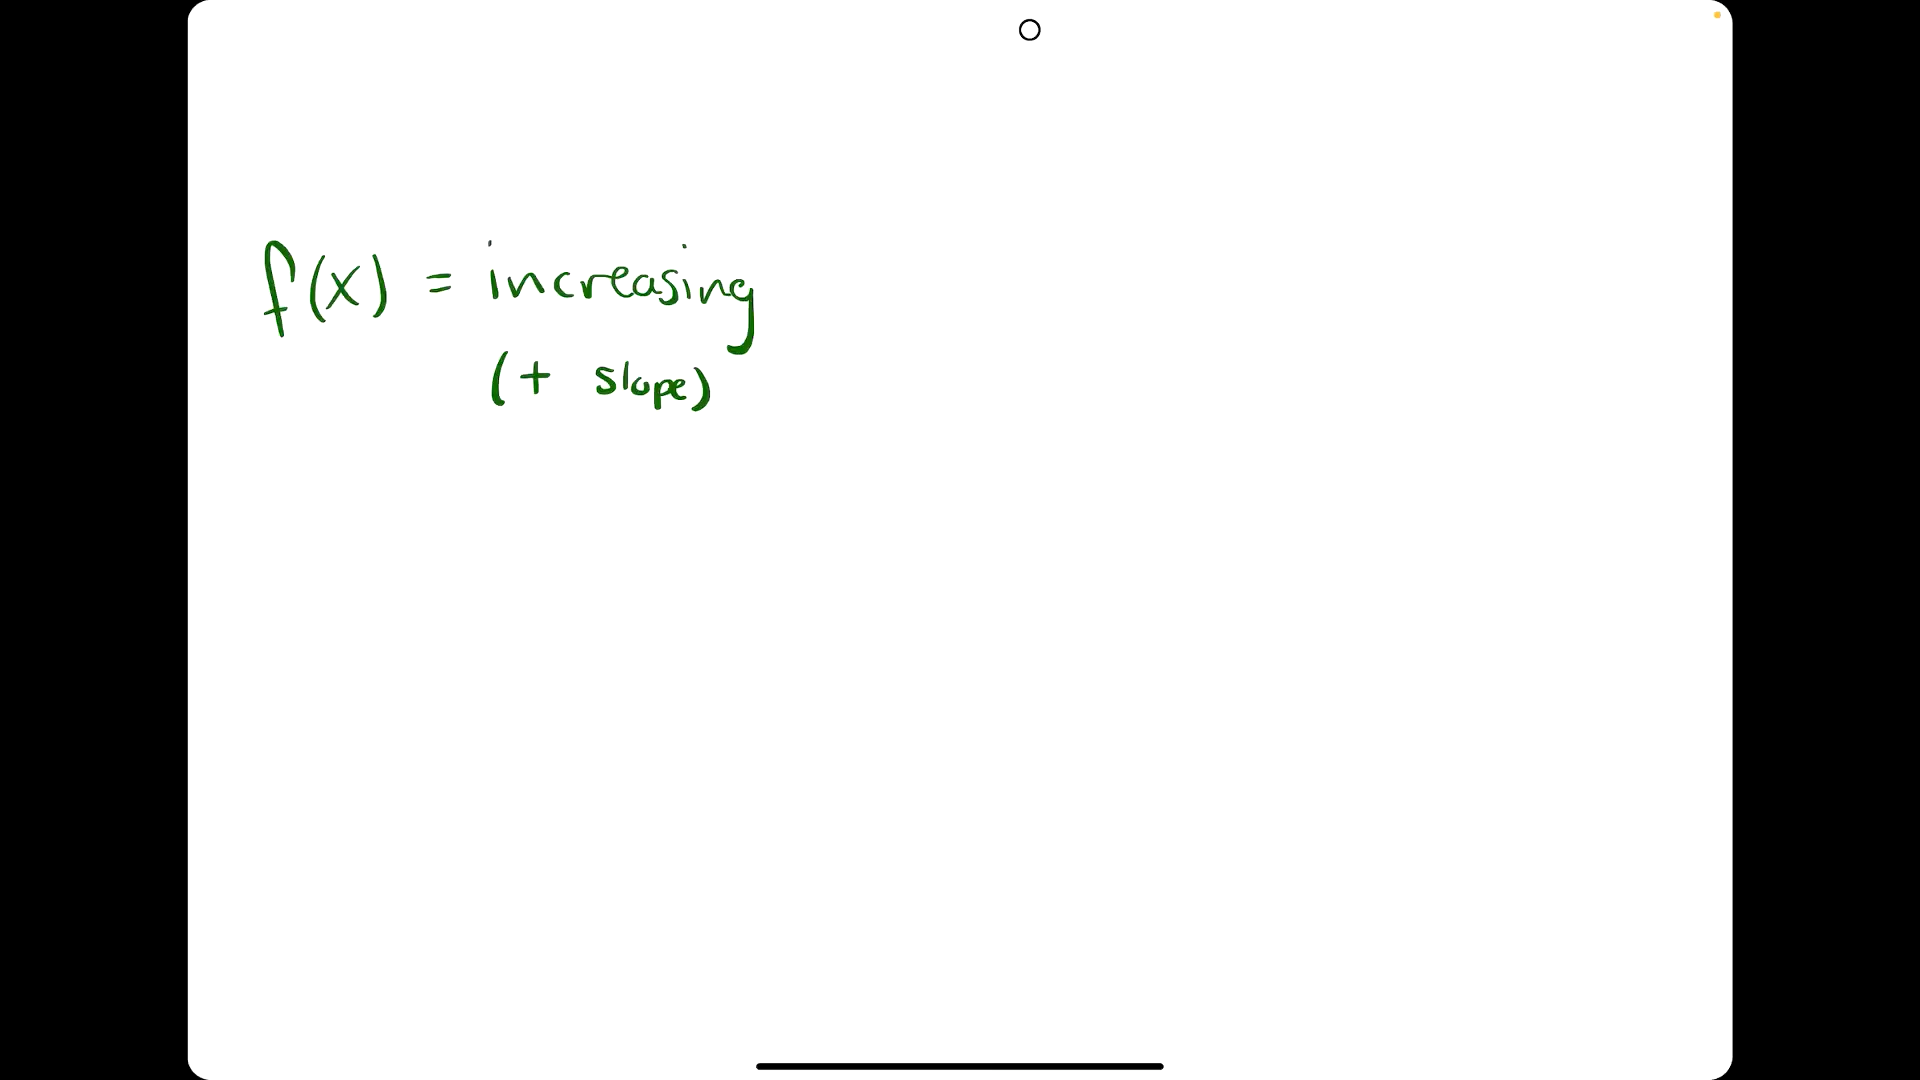 f(x) = increasing
(+ slope)